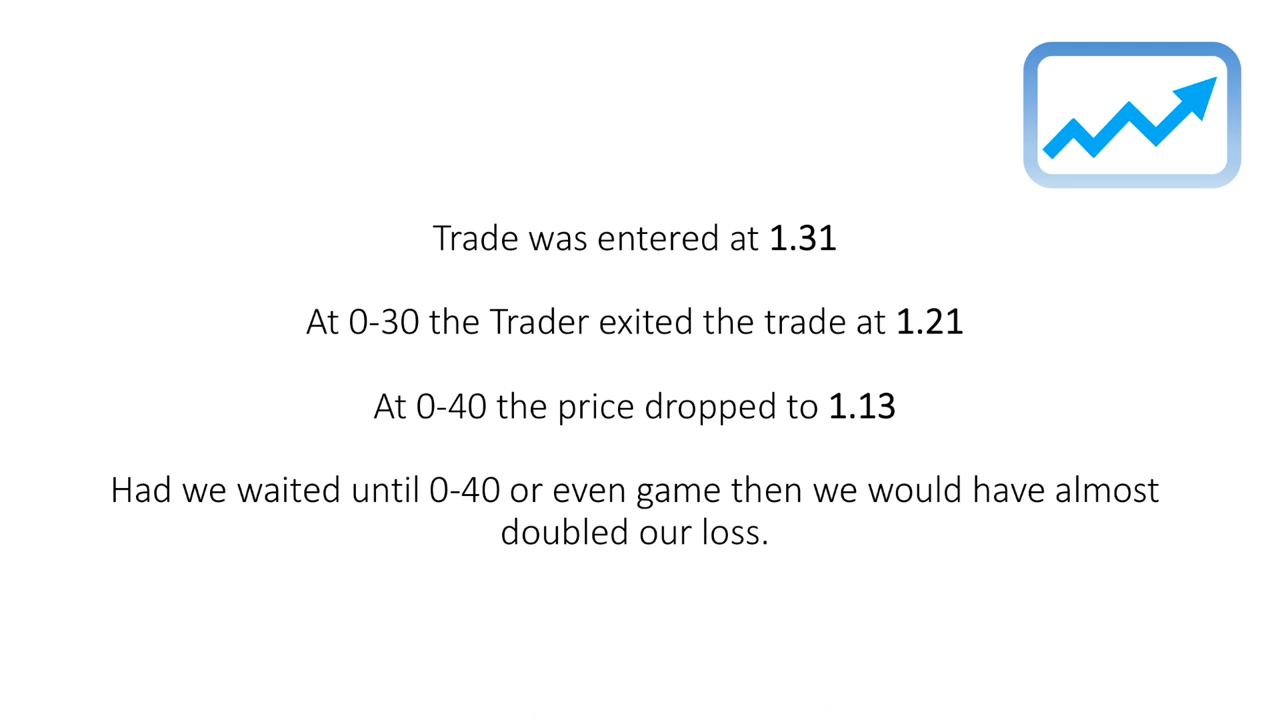 Trade was entered at 1.31
At 0-30 the Trader exited the trade at 1.21
At 0-40 the price dropped to 1.13
Had we waited until 0-40 or even game then we would have almost
doubled our loss.